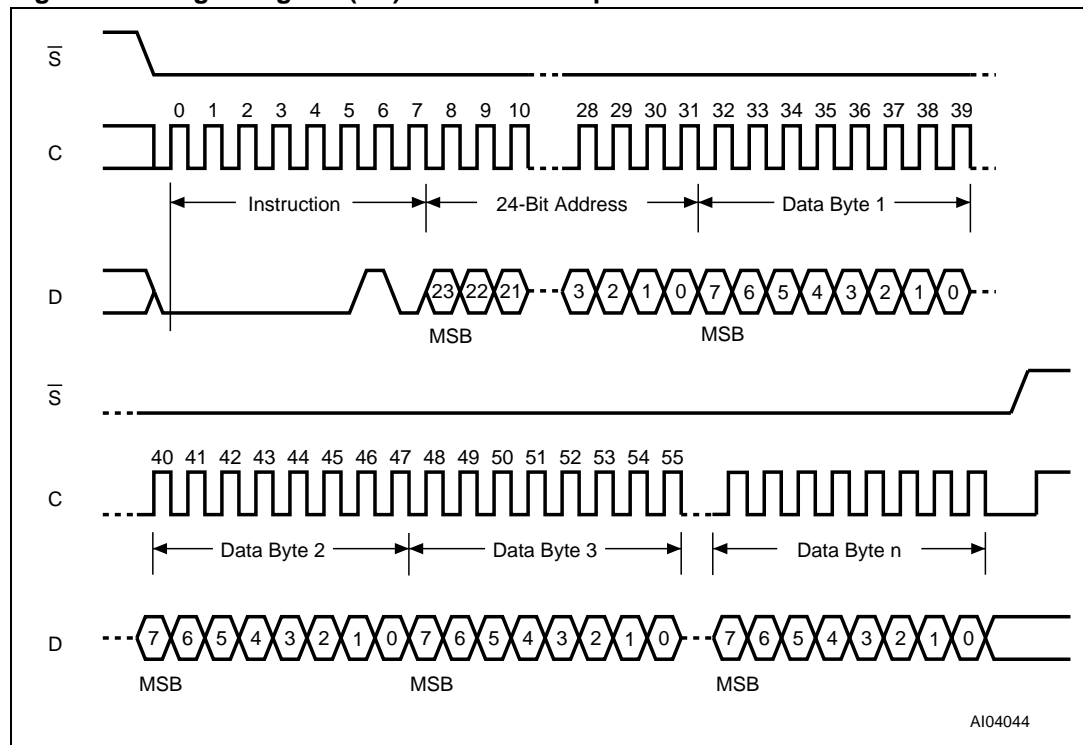 S
0 1 2 3 4 5 6 7 8 9 10 28 29 30 31 32 33 34 35 36 37 38 39
C
Instruction 24-Bit Address Data Byte 1
D 23 22 21 3 2 1 0 7 6 5 4 3 2 1 0
MSB MSB
S
40 41 42 43 44 45 46 47 48 49 50 51 52 53 54 55
C
Data Byte 2 Data Byte 3 Data Byte n
D 7 6 5 4 3 2 1 0 7 6 5 4 3 2 1 0 7 6 5 4 3 2 1 0
MSB MSB MSB
AI04044